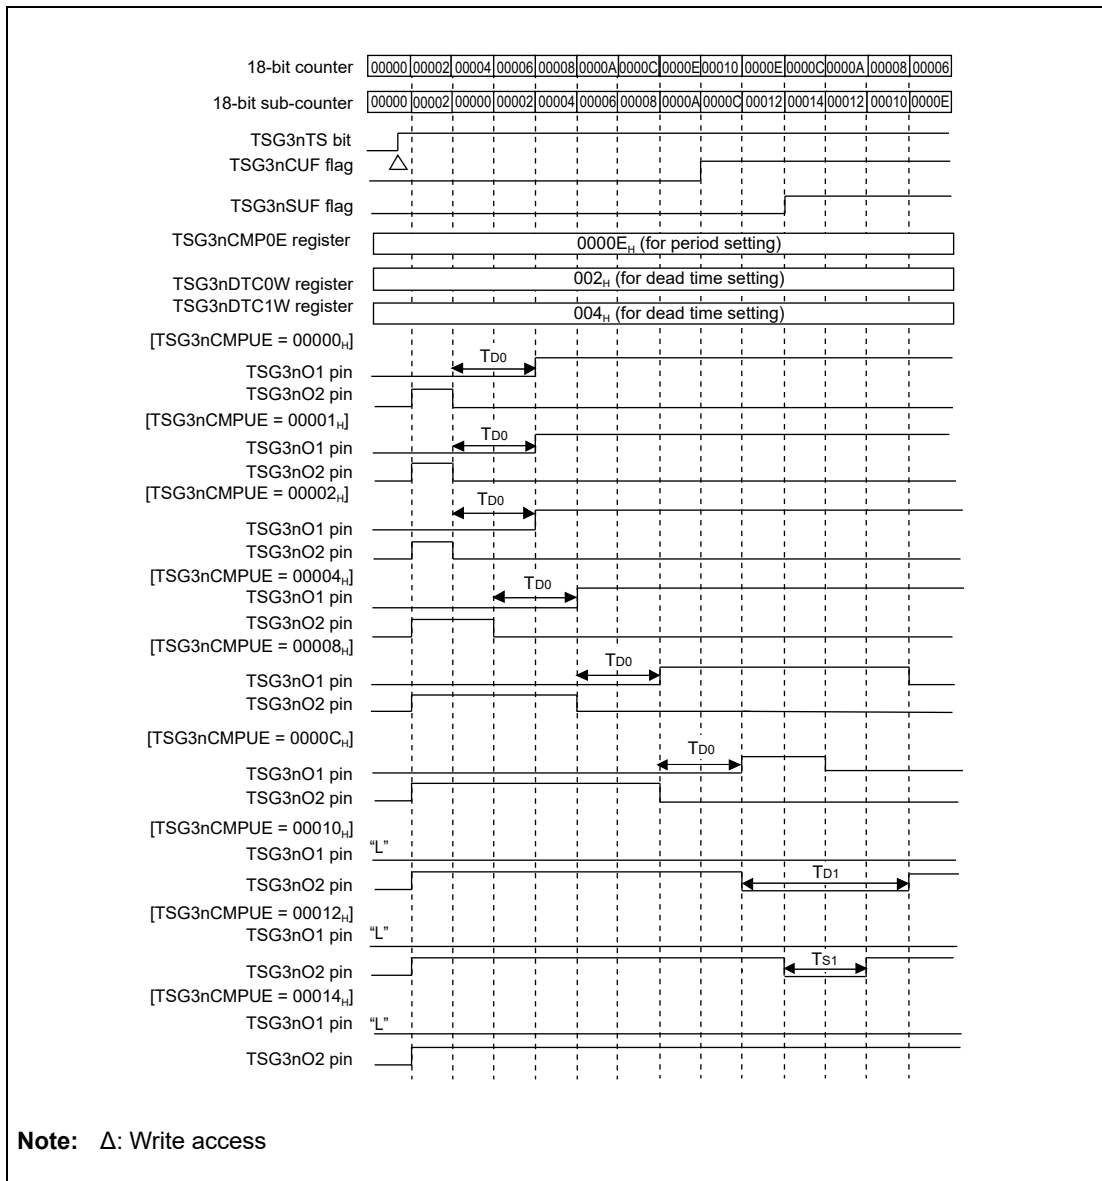 18-bit counter 00000 00002 00004 00006 00008 0000A 0000C 0000E 00010 0000E 0000C 0000A 00008 00006
18-bit sub-counter 00000 00002 00000 00002 00004 00006 00008 0000A 0000C 00012 00014 00012 00010 0000E
TSG3nTS bit
△
TSG3nCUF flag
TSG3nSUF flag
TSG3nCMP0E register 0000EH (for period setting)
TSG3nDTC0W register 002H (for dead time setting)
TSG3nDTC1W register 004H (for dead time setting)
[TSG3nCMPUE = 00000H]
TD0
TSG3nO1 pin
TSG3nO2 pin
[TSG3nCMPUE = 00001H]
TD0
TSG3nO1 pin
TSG3nO2 pin
[TSG3nCMPUE = 00002H]
TD0
TSG3nO1 pin
TSG3nO2 pin
[TSG3nCMPUE = 00004H]
TD0
TSG3nO1 pin
TSG3nO2 pin
[TSG3nCMPUE = 00008H]
TD0
TSG3nO1 pin
TSG3nO2 pin
[TSG3nCMPUE = 0000CH]
TD0
TSG3nO1 pin
TSG3nO2 pin
[TSG3nCMPUE = 00010H]
TSG3nO1 pin "L"
TSG3nO2 pin TD1
[TSG3nCMPUE = 00012H]
TSG3nO1 pin "L"
TSG3nO2 pin TS1
[TSG3nCMPUE = 00014H]
TSG3nO1 pin "L"
TSG3nO2 pin
Note: Δ: Write access